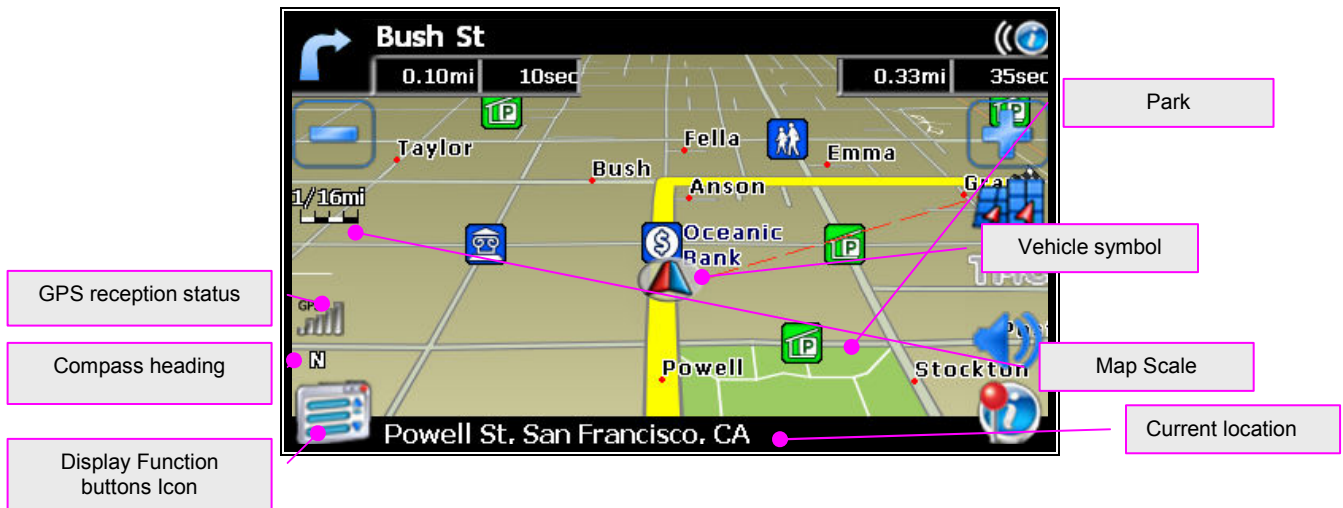 Bush St
0.10mi 10sec 0.33mi 35sec
Park
Taylor
Fella
Emma
Bush
Anson
1/16mi
Oceanic
Bank
Vehicle symbol
GPS reception status
GPS
Compass heading
N
Map Scale
Powell
Stockton
Powell St, San Francisco, CA
Current location
Display Function
buttons Icon